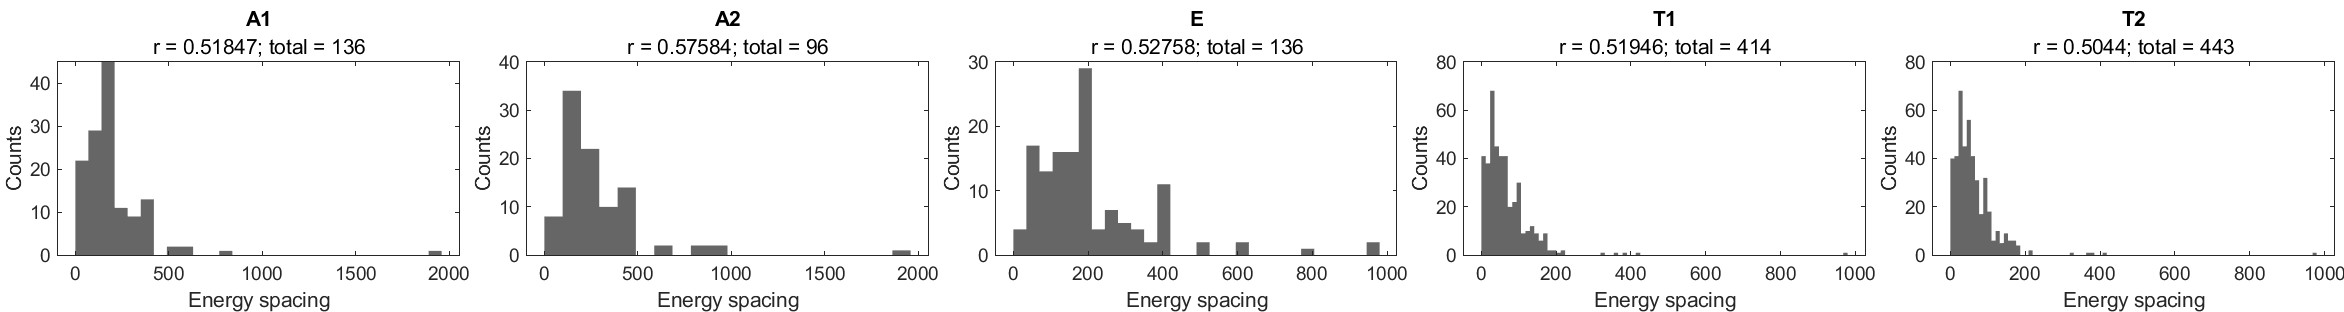 A1
r = 0.51847; total = 136
Counts
40
30
20
10
0
0 500 1000 1500 2000
Energy spacing
A2
r = 0.57584; total = 96
Counts
40
30
20
10
0
0 500 1000 1500 2000
Energy spacing
E
r = 0.52758; total = 136
Counts
30
20
10
0
0 200 400 600 800 1000
Energy spacing
T1
r = 0.51946; total = 414
Counts
80
60
40
20
0
0 200 400 600 800 1000
Energy spacing
T2
r = 0.5044; total = 443
Counts
80
60
40
20
0
0 200 400 600 800 1000
Energy spacing